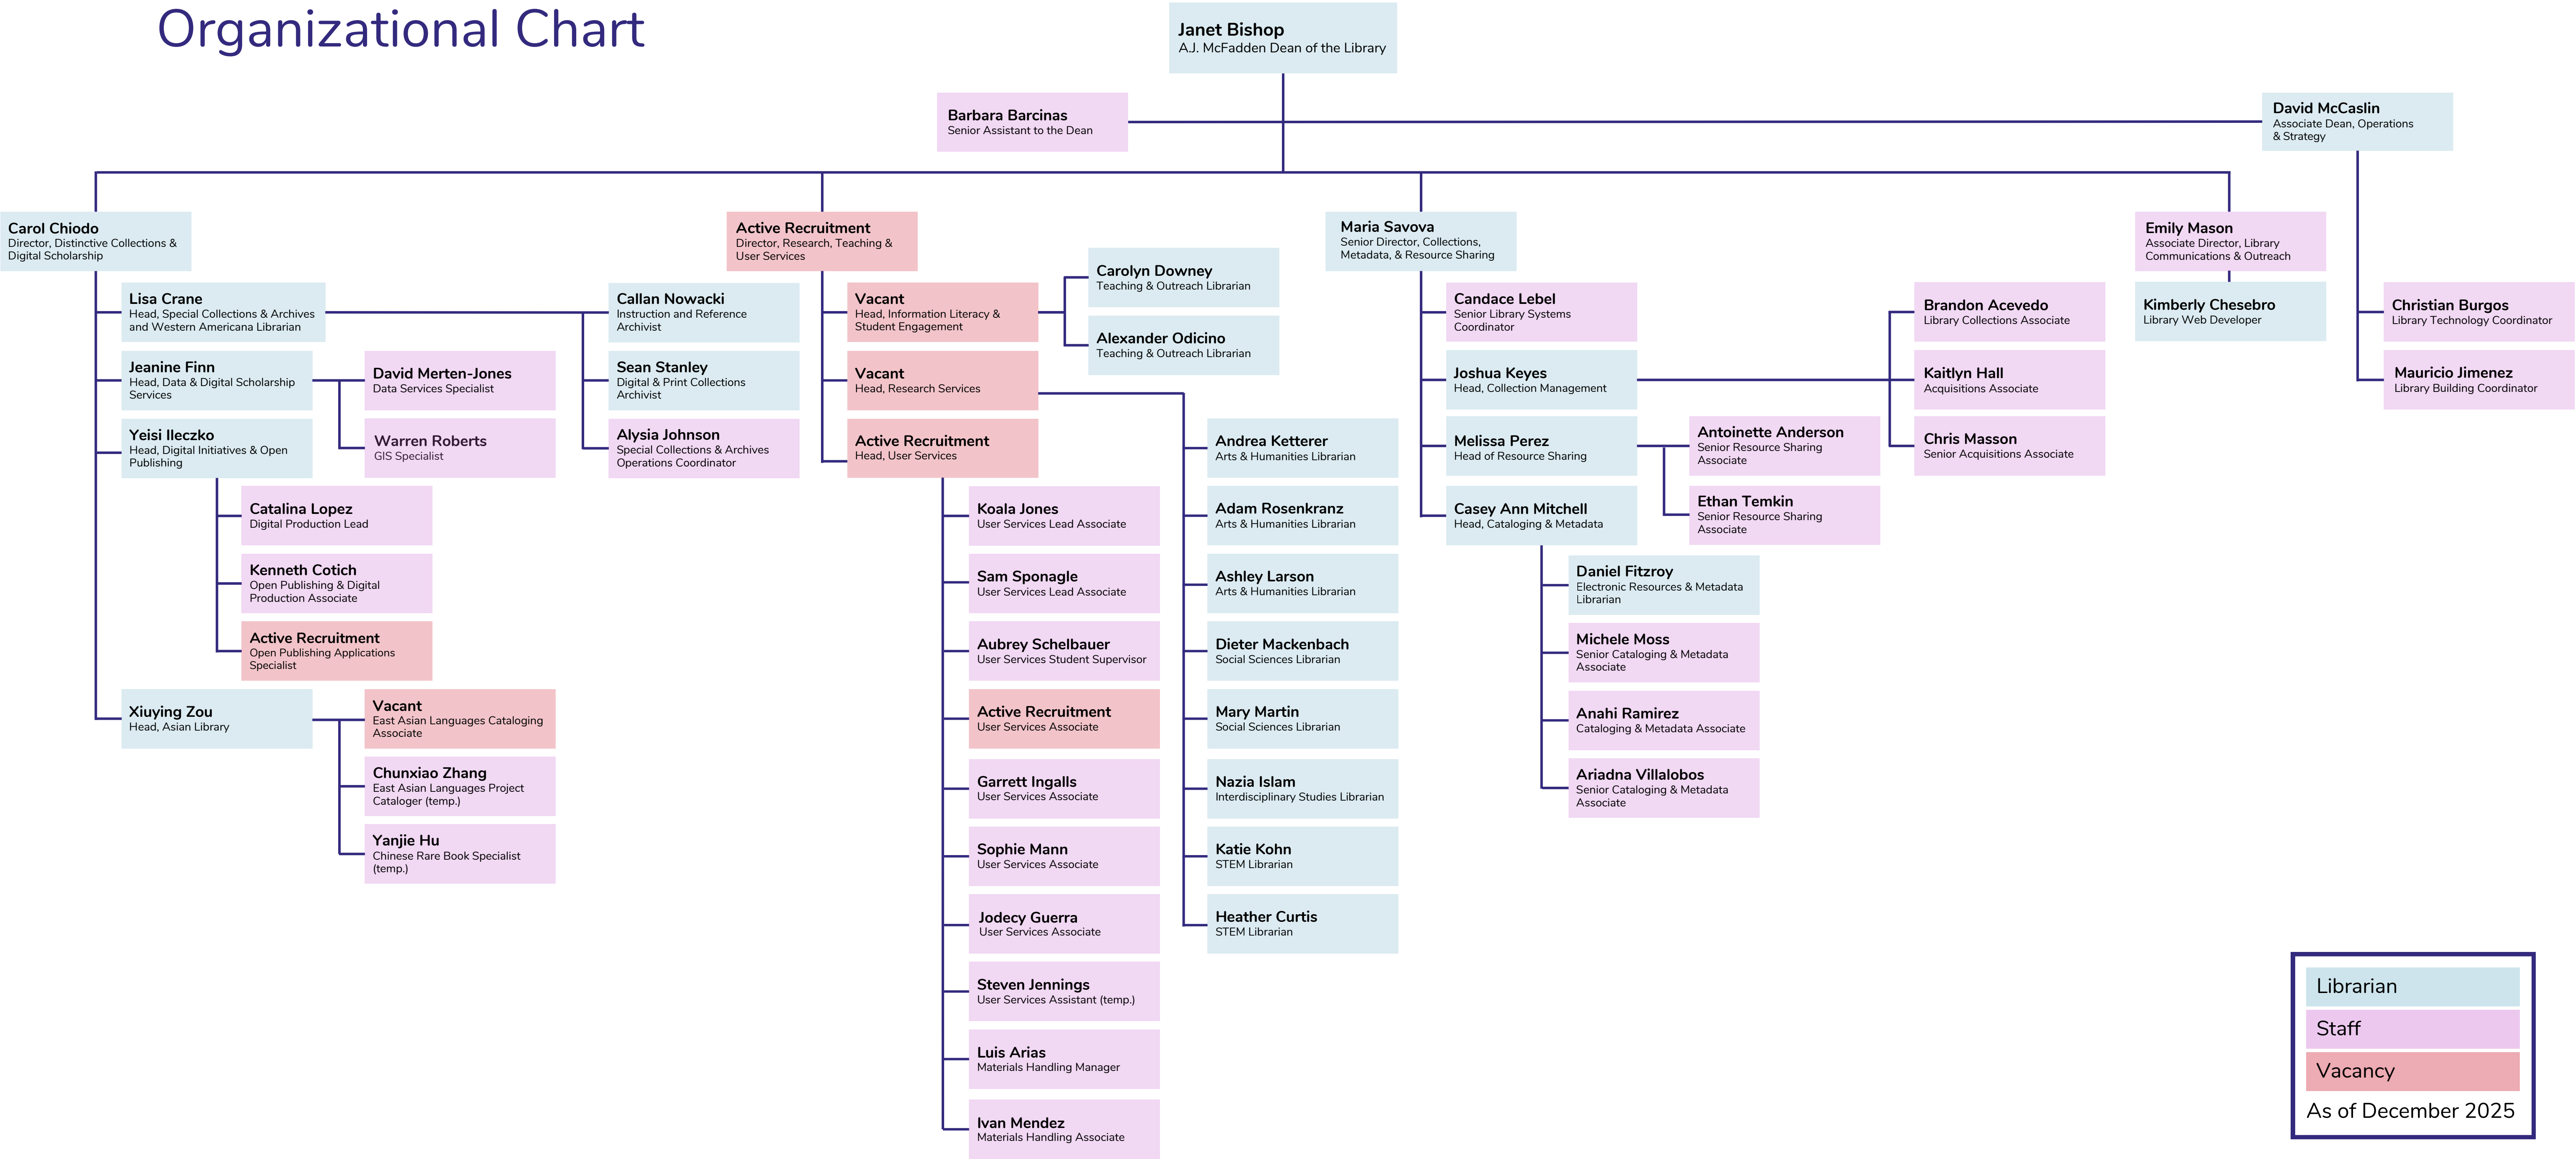 Organizational Chart
Janet Bishop
A.J. McFadden Dean of the Library
Barbara Barcinas
Senior Assistant to the Dean
David McCaslin
Associate Dean, Operations
& Strategy
Carol Chiodo
Director, Distinctive Collections &
Digital Scholarship
Lisa Crane
Head, Special Collections & Archives
and Western Americana Librarian
Callan Nowacki
Instruction and Reference
Archivist
Sean Stanley
Digital & Print Collections
Archivist
Alysia Johnson
Special Collections & Archives
Operations Coordinator
Jeanine Finn
Head, Data & Digital Scholarship
Services
David Merten-Jones
Data Services Specialist
Warren Roberts
GIS Specialist
Yeisi Ileczko
Head, Digital Initiatives & Open
Publishing
Catalina Lopez
Digital Production Lead
Kenneth Cotich
Open Publishing & Digital
Production Associate
Active Recruitment
Open Publishing Applications
Specialist
Xiuying Zou
Head, Asian Library
Vacant
East Asian Languages Cataloging
Associate
Chunxiao Zhang
East Asian Languages Project
Cataloger (temp.)
Yanjie Hu
Chinese Rare Book Specialist
(temp.)
Active Recruitment
Director, Research, Teaching &
User Services
Vacant
Head, Information Literacy &
Student Engagement
Carolyn Downey
Teaching & Outreach Librarian
Alexander Odicino
Teaching & Outreach Librarian
Vacant
Head, Research Services
Andrea Ketterer
Arts & Humanities Librarian
Adam Rosenkranz
Arts & Humanities Librarian
Ashley Larson
Arts & Humanities Librarian
Dieter Mackenbach
Social Sciences Librarian
Mary Martin
Social Sciences Librarian
Nazia Islam
Interdisciplinary Studies Librarian
Katie Kohn
STEM Librarian
Heather Curtis
STEM Librarian
Active Recruitment
Head, User Services
Koala Jones
User Services Lead Associate
Sam Sponagle
User Services Lead Associate
Aubrey Schelbauer
User Services Student Supervisor
Active Recruitment
User Services Associate
Garrett Ingalls
User Services Associate
Sophie Mann
User Services Associate
Jodecy Guerra
User Services Associate
Steven Jennings
User Services Assistant (temp.)
Luis Arias
Materials Handling Manager
Ivan Mendez
Materials Handling Associate
Maria Savova
Senior Director, Collections,
Metadata, & Resource Sharing
Candace Lebel
Senior Library Systems
Coordinator
Joshua Keyes
Head, Collection Management
Brandon Acevedo
Library Collections Associate
Kaitlyn Hall
Acquisitions Associate
Chris Masson
Senior Acquisitions Associate
Melissa Perez
Head of Resource Sharing
Antoinette Anderson
Senior Resource Sharing
Associate
Ethan Temkin
Senior Resource Sharing
Associate
Casey Ann Mitchell
Head, Cataloging & Metadata
Daniel Fitzroy
Electronic Resources & Metadata
Librarian
Michele Moss
Senior Cataloging & Metadata
Associate
Anahi Ramirez
Cataloging & Metadata Associate
Ariadna Villalobos
Senior Cataloging & Metadata
Associate
Emily Mason
Associate Director, Library
Communications & Outreach
Kimberly Chesebro
Library Web Developer
Christian Burgos
Library Technology Coordinator
Mauricio Jimenez
Library Building Coordinator
Librarian
Staff
Vacancy
As of December 2025